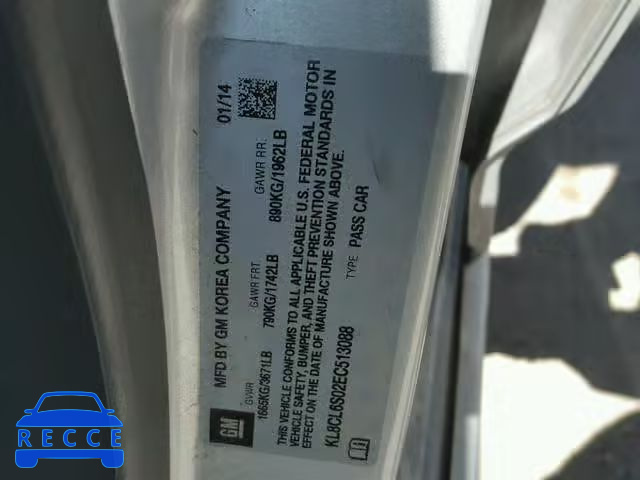 MFD BY GM KOREA COMPANY 01/14
GVWR GAWR FRT. GAWR RR.
1665KG/3671LB 790KG/1742LB 890KG/1962LB
THIS VEHICLE CONFORMS TO ALL APPLICABLE U.S. FEDERAL MOTOR
VEHICLE SAFETY, BUMPER, AND THEFT PREVENTION STANDARDS IN
EFFECT ON THE DATE OF MANUFACTURE SHOWN ABOVE.
KL8CL6S02EC513088 TYPE: PASS CAR
GM